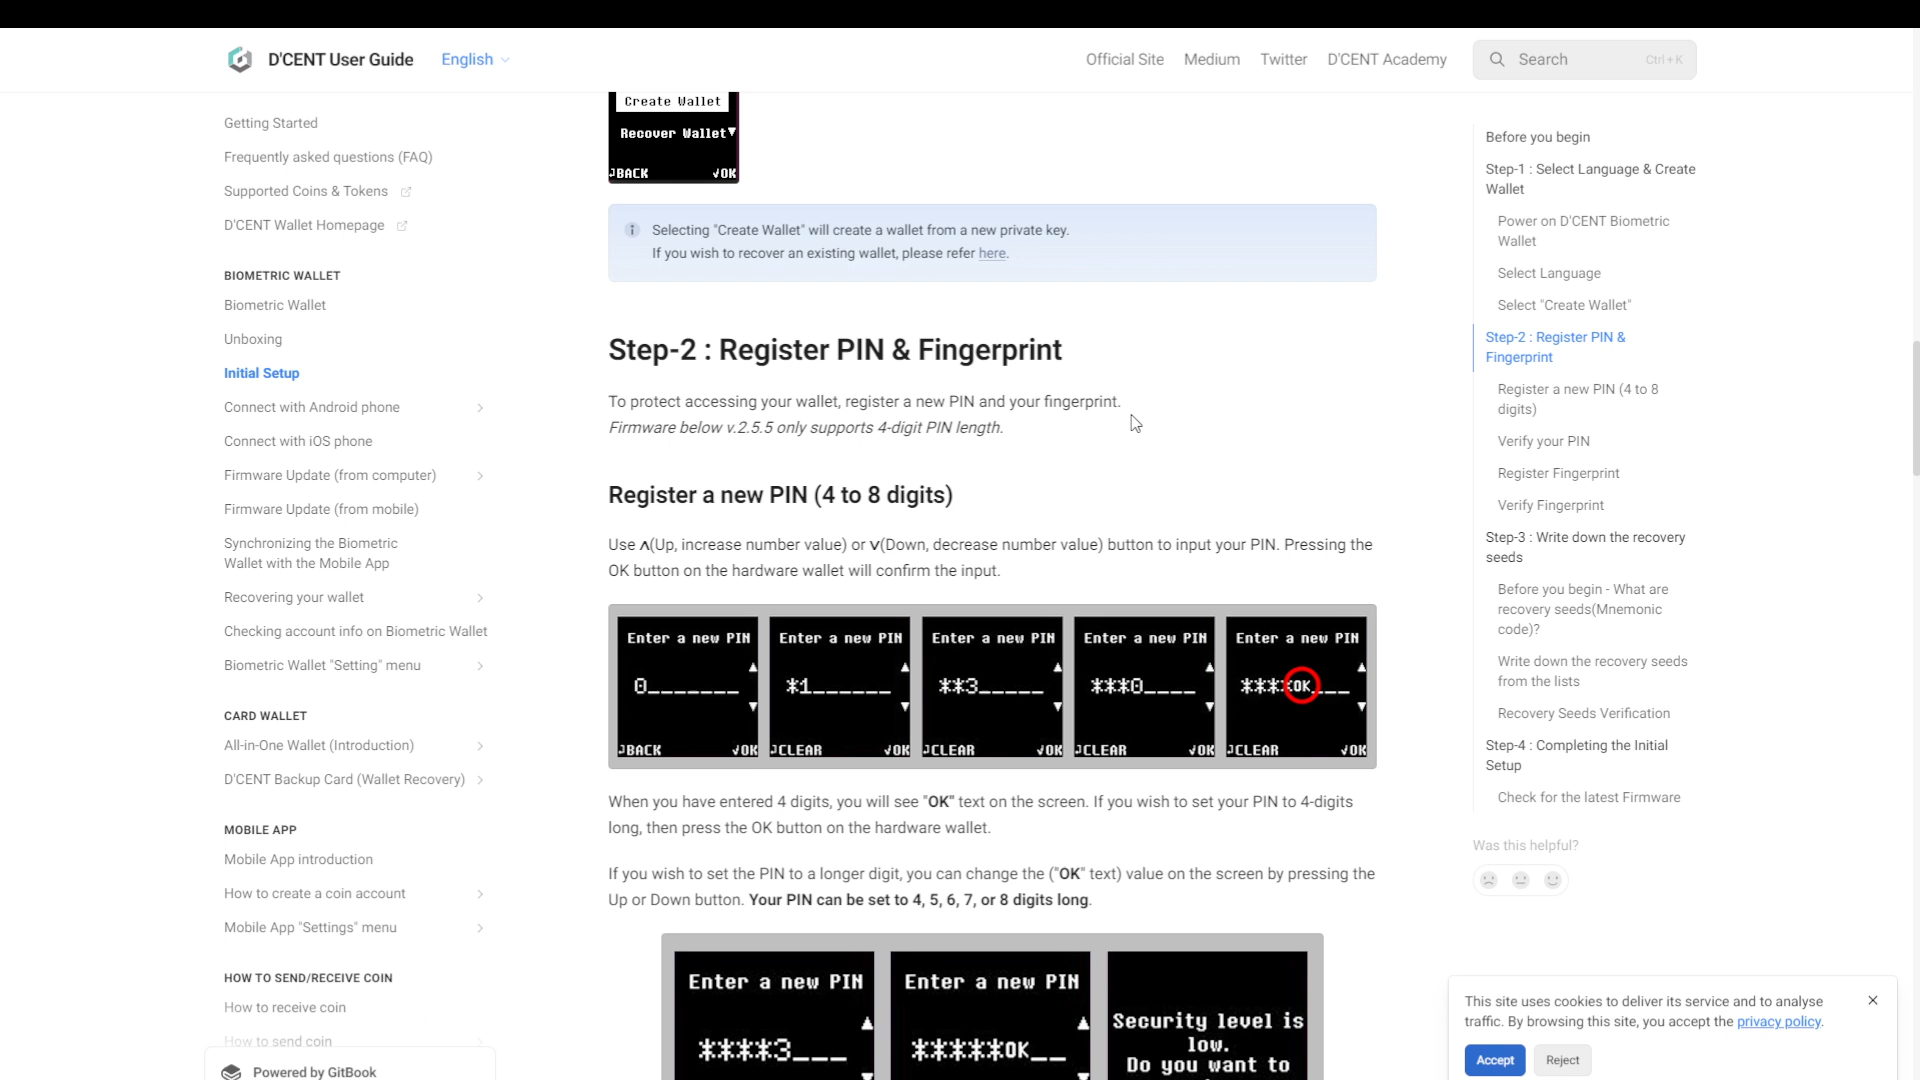 D'CENT User Guide
English
Official Site
Medium
Twitter
D'CENT Academy
Search
Ctrl + K
Getting Started
Frequently asked questions (FAQ)
Supported Coins & Tokens
D'CENT Wallet Homepage
BIOMETRIC WALLET
Biometric Wallet
Unboxing
Initial Setup
Connect with Android phone
Connect with iOS phone
Firmware Update (from computer)
Firmware Update (from mobile)
Synchronizing the Biometric
Wallet with the Mobile App
Recovering your wallet
Checking account info on Biometric Wallet
Biometric Wallet "Setting" menu
CARD WALLET
All-in-One Wallet (Introduction)
D'CENT Backup Card (Wallet Recovery)
MOBILE APP
Mobile App introduction
How to create a coin account
Mobile App "Settings" menu
HOW TO SEND/RECEIVE COIN
How to receive coin
How to send coin
Powered by GitBook
Create Wallet
Recover Wallet▼
BACK √OK
Selecting "Create Wallet" will create a wallet from a new private key.
If you wish to recover an existing wallet, please refer here.
Step-2 : Register PIN & Fingerprint
To protect accessing your wallet, register a new PIN and your fingerprint.
Firmware below v.2.5.5 only supports 4-digit PIN length.
Register a new PIN (4 to 8 digits)
Use ∧(Up, increase number value) or ∨(Down, decrease number value) button to input your PIN. Pressing the
OK button on the hardware wallet will confirm the input.
Enter a new PIN
0_______
BACK √OK
Enter a new PIN
*1______
CLEAR √OK
Enter a new PIN
**3_____
CLEAR √OK
Enter a new PIN
***0____
CLEAR √OK
Enter a new PIN
****OK___
CLEAR √OK
When you have entered 4 digits, you will see "OK" text on the screen. If you wish to set your PIN to 4-digits
long, then press the OK button on the hardware wallet.
If you wish to set the PIN to a longer digit, you can change the ("OK" text) value on the screen by pressing the
Up or Down button. Your PIN can be set to 4, 5, 6, 7, or 8 digits long.
Enter a new PIN
****3___
Enter a new PIN
*****OK__
Security level is
low.
Do you want to
Before you begin
Step-1 : Select Language & Create
Wallet
Power on D'CENT Biometric
Wallet
Select Language
Select "Create Wallet"
Step-2 : Register PIN &
Fingerprint
Register a new PIN (4 to 8
digits)
Verify your PIN
Register Fingerprint
Verify Fingerprint
Step-3 : Write down the recovery
seeds
Before you begin - What are
recovery seeds(Mnemonic
code)?
Write down the recovery seeds
from the lists
Recovery Seeds Verification
Step-4 : Completing the Initial
Setup
Check for the latest Firmware
Was this helpful?
This site uses cookies to deliver its service and to analyse
traffic. By browsing this site, you accept the privacy policy.
Accept
Reject